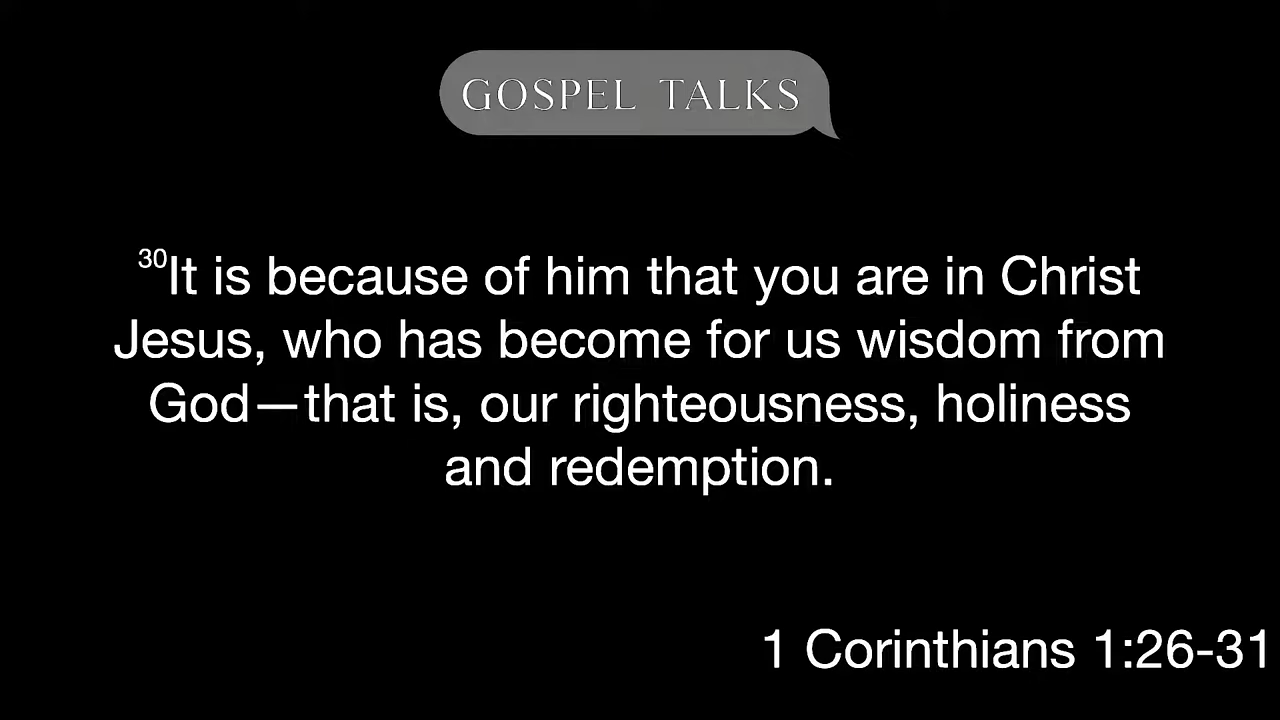 GOSPEL TALKS
30It is because of him that you are in Christ
Jesus, who has become for us wisdom from
God—that is, our righteousness, holiness
and redemption.
1 Corinthians 1:26-31